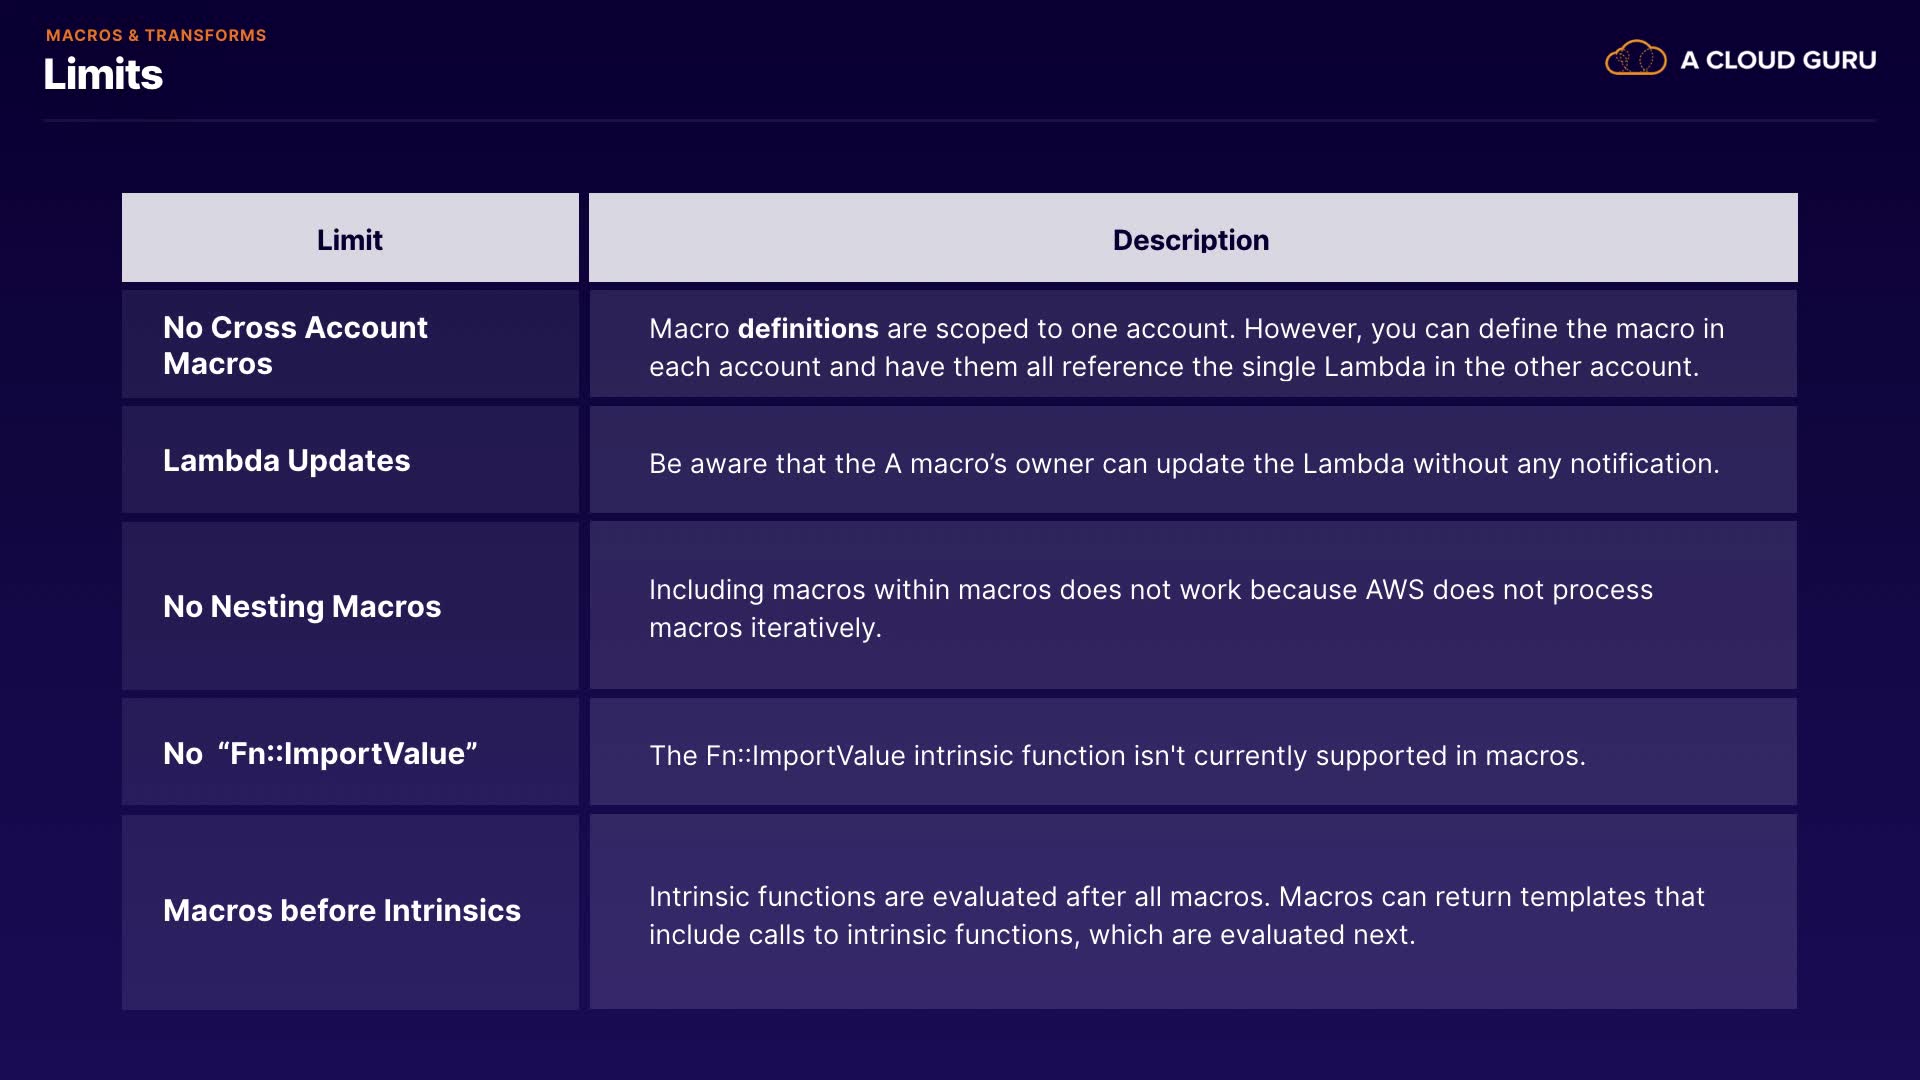 MACROS & TRANSFORMS
Limits
A CLOUD GURU
Limit
Description
No Cross Account
Macros
Macro definitions are scoped to one account. However, you can define the macro in
each account and have them all reference the single Lambda in the other account.
Lambda Updates
Be aware that the A macro’s owner can update the Lambda without any notification.
No Nesting Macros
Including macros within macros does not work because AWS does not process
macros iteratively.
No “Fn::ImportValue”
The Fn::ImportValue intrinsic function isn't currently supported in macros.
Macros before Intrinsics
Intrinsic functions are evaluated after all macros. Macros can return templates that
include calls to intrinsic functions, which are evaluated next.